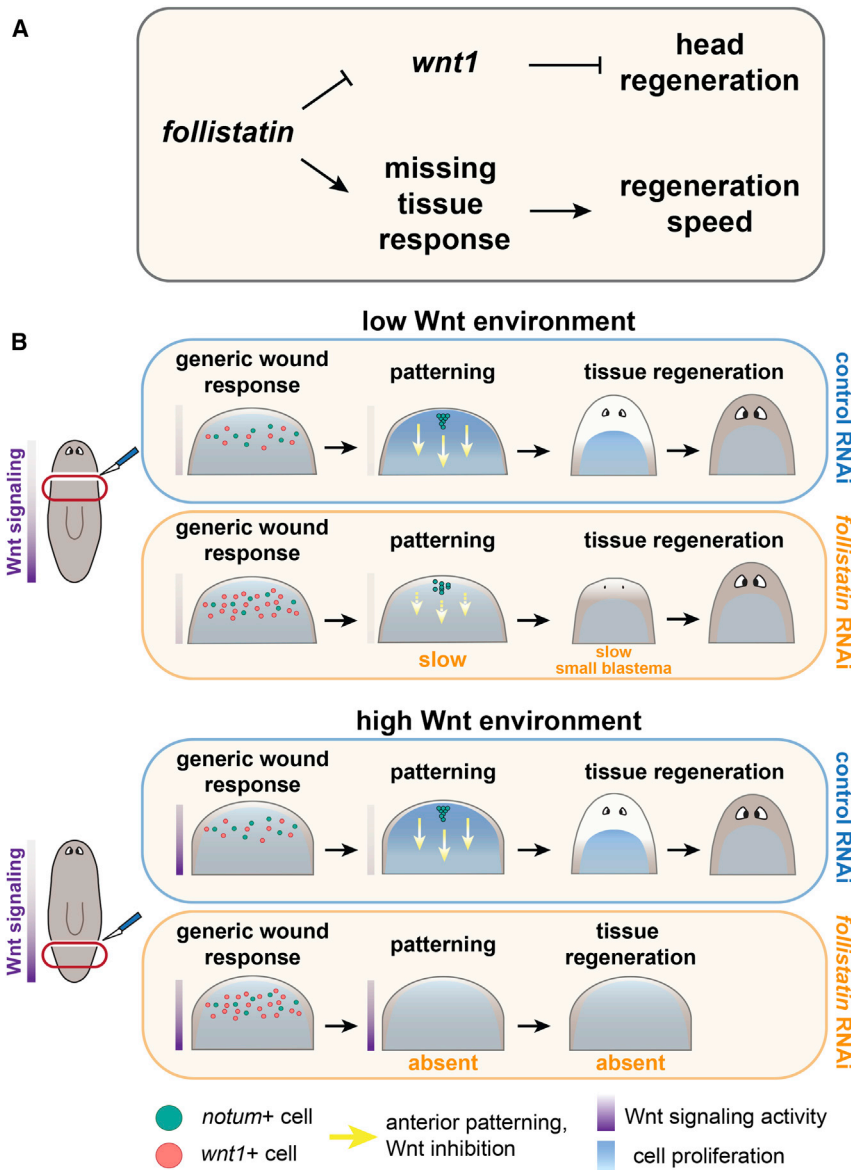 A
follistatin
wnt1
head
regeneration
missing
tissue
response
regeneration
speed
B
low Wnt environment
Wnt signaling
generic wound
response
patterning
tissue regeneration
control RNAi
generic wound
response
patterning
tissue regeneration
slow
slow
small blastema
follistatin RNAi
high Wnt environment
Wnt signaling
generic wound
response
patterning
tissue regeneration
control RNAi
generic wound
response
patterning
tissue
regeneration
absent
absent
follistatin RNAi
notum+ cell
wnt1+ cell
anterior patterning,
Wnt inhibition
Wnt signaling activity
cell proliferation